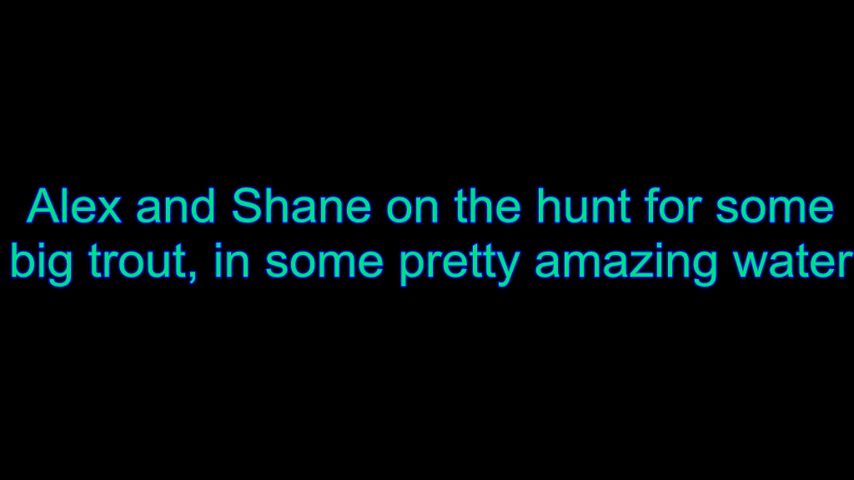 Alex and Shane on the hunt for some
big trout, in some pretty amazing water